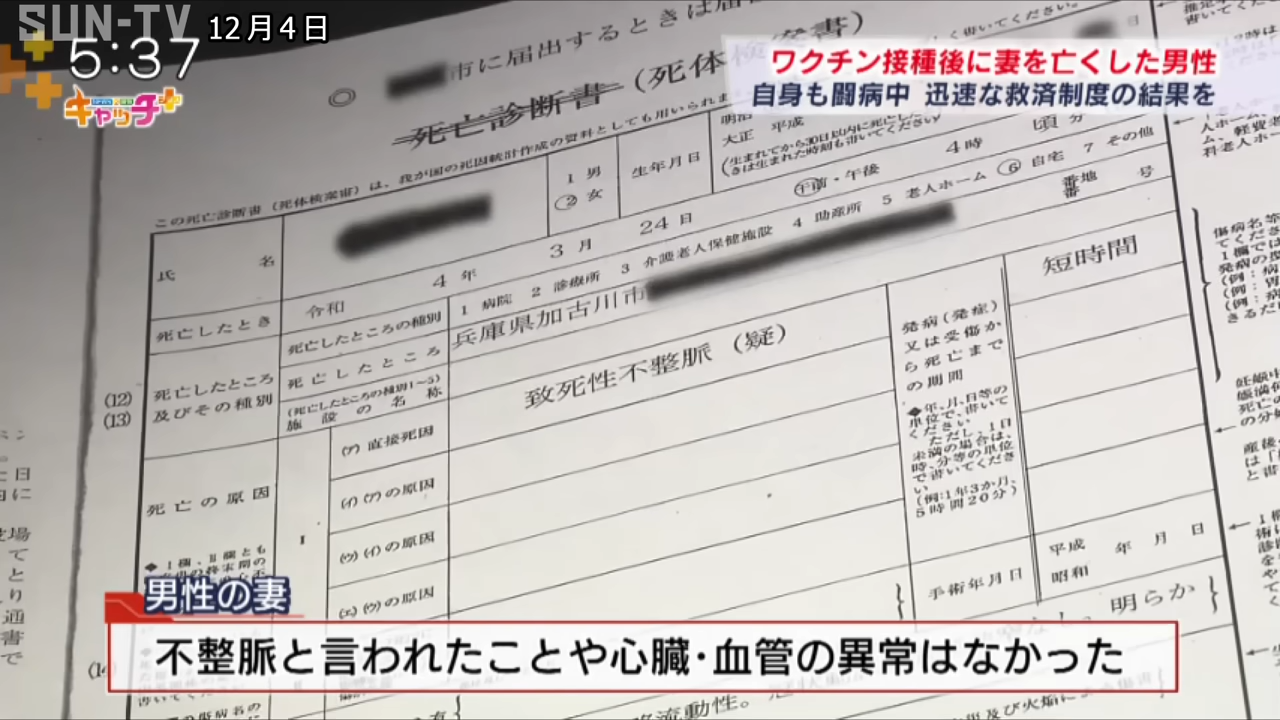 SUN-TV
12月4日
5:37
キャッチ+
ワクチン接種後に妻を亡くした男性
自身も闘病中 迅速な救済制度の結果を
市に届出するときは届
死亡診断書(死体検案書)
この死亡診断書(死体検案書)は、我が国の死因統計作成の資料としても用いられま
氏名
1 男
2 女
生年月日
明治
大正 平成
(生まれてから30日以内に死亡した
きは生まれた時刻も書いてください)
死亡したとき
令和 4 年 3 月 24 日
午前・午後 4 時 頃 分
(12)
(13)
死亡したところ
及びその種別
死亡したところの種別
1 病院 2 診療所 3 介護老人保健施設 4 助産所 5 老人ホーム 6 自宅 7 その他
死亡したところ
兵庫県加古川市
番地
番 号
(死亡したところの種別1~5)
施設の名称
死亡の原因
I
(ア) 直接死因
致死性不整脈(疑)
(イ) (ア)の原因
(ウ) (イ)の原因
(エ) (ウ)の原因
発病(発症)
又は受傷か
ら死亡まで
の期間
◆年、月、日等の
単位で書いて
ください
ただし、1日
未満の場合は、
時、分等の単位
で書いてくださ
い
(例:1年3か月、
5時間20分)
短時間
手術年月日
平成
昭和
年 月 日
明らか
流動性。
男性の妻
不整脈と言われたことや心臓・血管の異常はなかった